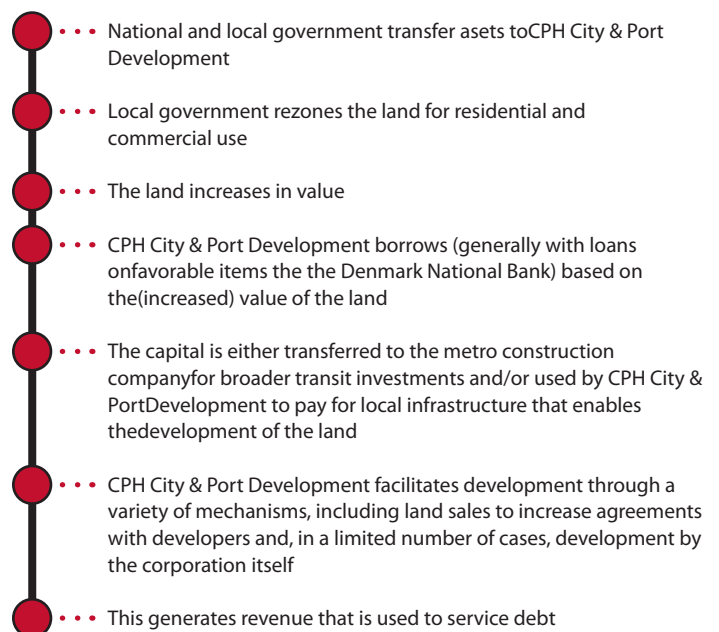 National and local government transfer asets toCPH City & Port
Development
Local government rezones the land for residential and
commercial use
The land increases in value
CPH City & Port Development borrows (generally with loans
onfavorable items the the Denmark National Bank) based on
the(increased) value of the land
The capital is either transferred to the metro construction
companyfor broader transit investments and/or used by CPH City &
PortDevelopment to pay for local infrastructure that enables
thedevelopment of the land
CPH City & Port Development facilitates development through a
variety of mechanisms, including land sales to increase agreements
with developers and, in a limited number of cases, development by
the corporation itself
This generates revenue that is used to service debt